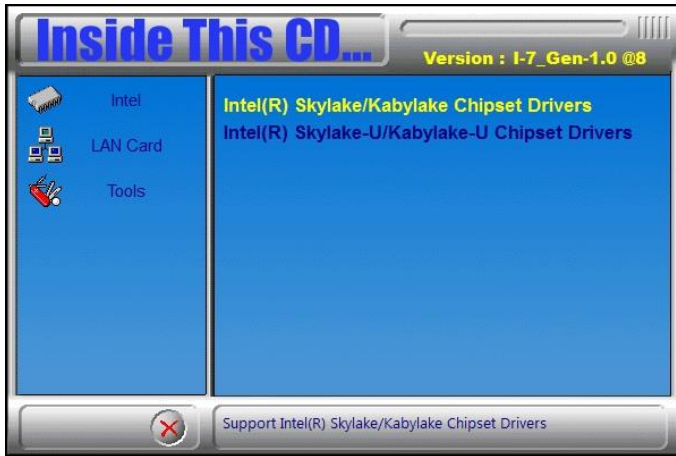 Inside This CD...
Version : I-7_Gen-1.0 @8
Intel
LAN Card
Tools
Intel(R) Skylake/Kabylake Chipset Drivers
Intel(R) Skylake-U/Kabylake-U Chipset Drivers
Support Intel(R) Skylake/Kabylake Chipset Drivers